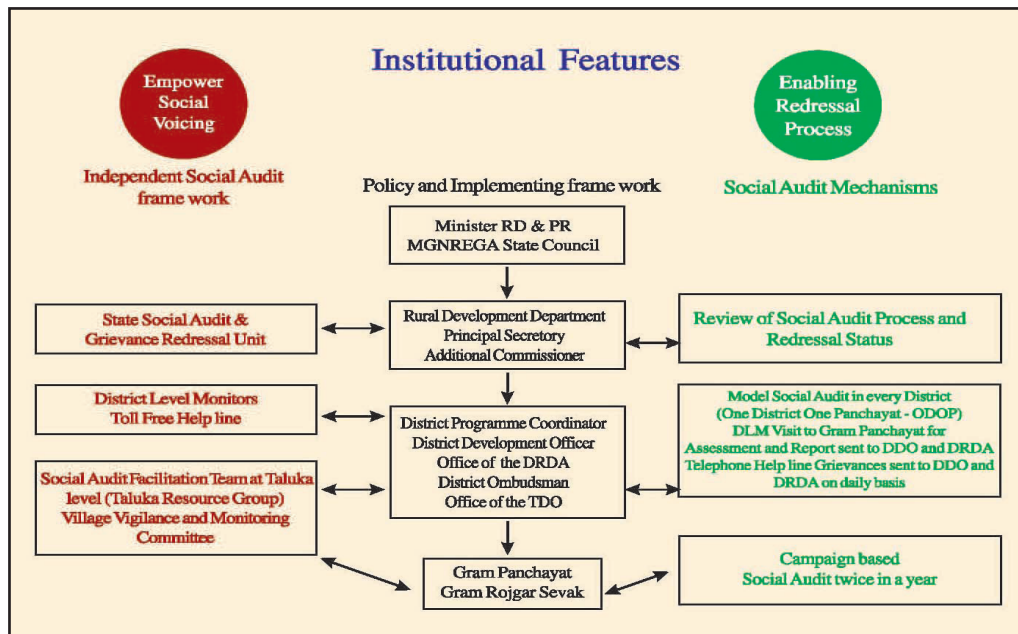 Institutional Features
Empower
Social
Voicing
Independent Social Audit
frame work
Policy and Implementing frame work
Enabling
Redressal
Process
Social Audit Mechanisms
Minister RD & PR
MGNREGA State Council
State Social Audit &
Grievance Redressal Unit
Rural Development Department
Principal Secretary
Additional Commissioner
Review of Social Audit Process and
Redressal Status
District Level Monitors
Toll Free Help line
District Programme Coordinator
District Development Officer
Office of the DRDA
District Ombudsman
Office of the TDO
Model Social Audit in every District
(One District One Panchayat - ODOP)
DLM Visit to Gram Panchayat for
Assessment and Report sent to DDO and DRDA
Telephone Help line Grievances sent to DDO and
DRDA on daily basis
Social Audit Facilitation Team at Taluka
level (Taluka Resource Group)
Village Vigilance and Monitoring
Committee
Gram Panchayat
Gram Rojgar Sevak
Campaign based
Social Audit twice in a year